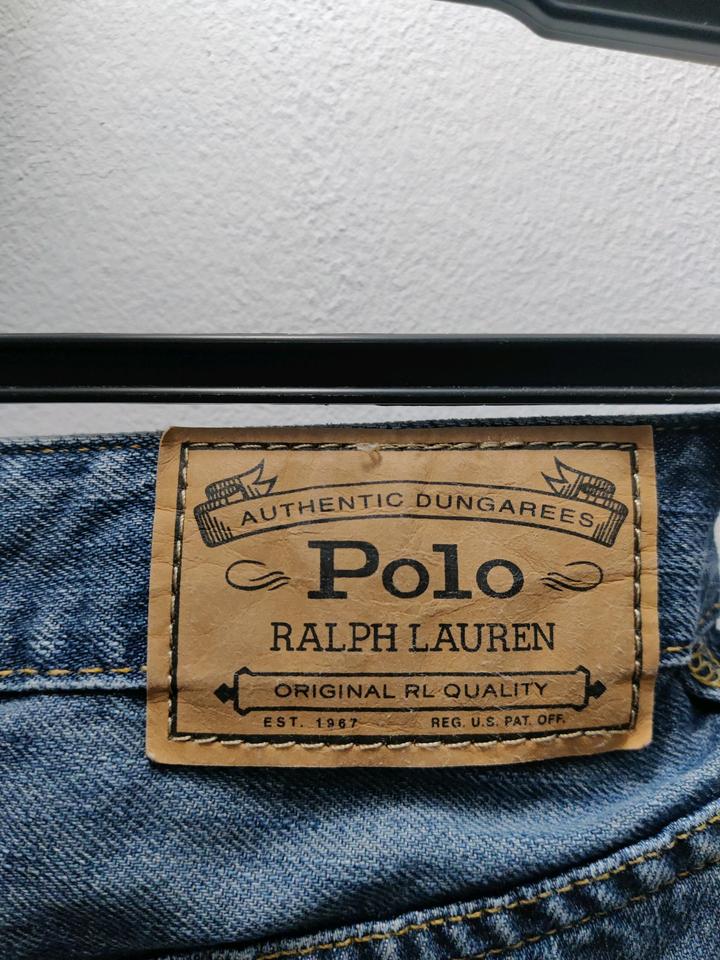 AUTHENTIC DUNGAREES
Polo
RALPH LAUREN
ORIGINAL RL QUALITY
EST. 1967 REG. U.S. PAT. OFF.